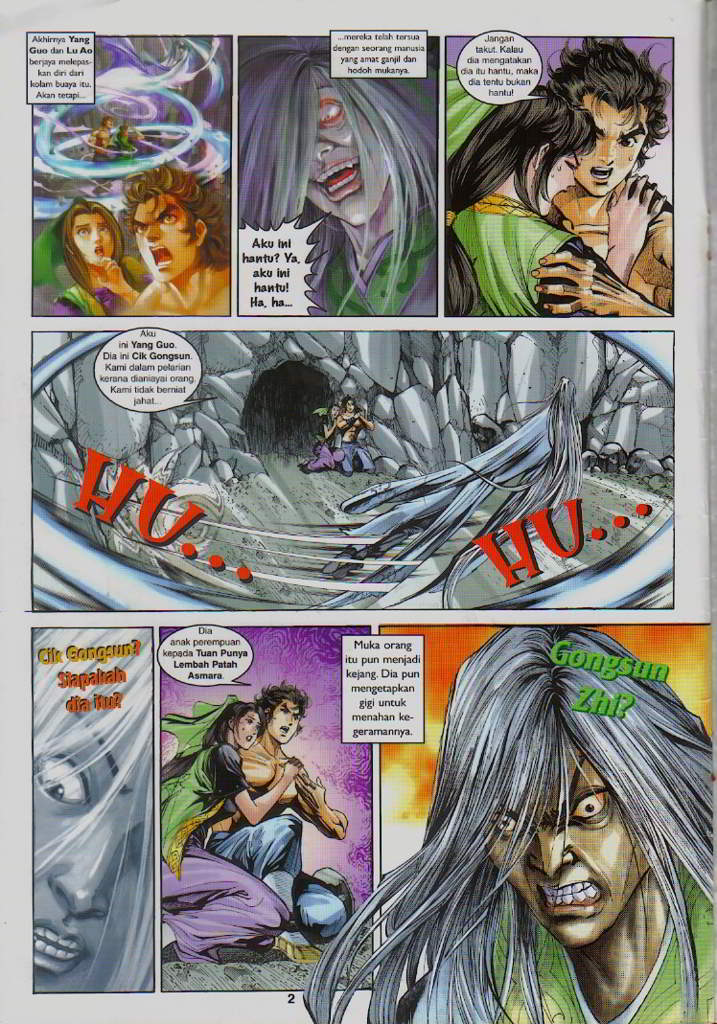 Akhirnya Yang
Guo dan Lu Ao
berjaya melepas-
kan diri dari
kolam buaya itu.
Akan tetapi...
...mereka telah tersua
dengan seorang manusia
yang amat ganjil dan
hodoh mukanya.
Aku ini
hantu? Ya,
aku ini
hantu!
Ha, ha...
Jangan
takut. Kalau
dia mengatakan
dia itu hantu, maka
dia tentu bukan
hantu!
Aku
ini Yang Guo.
Dia ini Cik Gongsun.
Kami dalam pelarian
kerana dianiayai orang.
Kami tidak berniat
jahat...
HU...
HU...
Cik Gongsun?
Siapakah
dia itu?
Dia
anak perempuan
kepada Tuan Punya
Lembah Patah
Asmara.
Muka orang
itu pun menjadi
kejang. Dia pun
mengetapkan
gigi untuk
menahan ke-
geramannya.
Gongsun
Zhi?
2